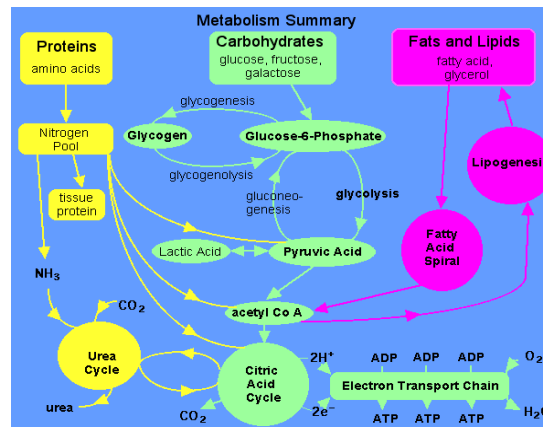 Metabolism Summary
Proteins
amino acids
Carbohydrates
glucose, fructose,
galactose
Fats and Lipids
fatty acid,
glycerol
glycogenesis
Nitrogen
Pool
Glycogen
Glucose-6-Phosphate
Lipogenesi
glycogenolysis
gluconeo-
genesis
glycolysis
tissue
protein
Lactic Acid
Pyruvic Acid
Fatty
Acid
Spiral
NH3
CO2
acetyl Co A
Urea
Cycle
Citric
Acid
Cycle
2H+
ADP
ADP
ADP
O2
Electron Transport Chain
urea
CO2
2e-
ATP
ATP
ATP
H2O